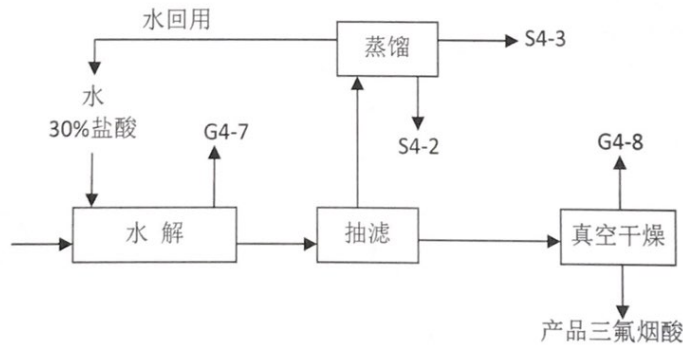 水回用
蒸馏
S4-3
水
30%盐酸
G4-7
S4-2
G4-8
水 解
抽滤
真空干燥
产品三氟烟酸